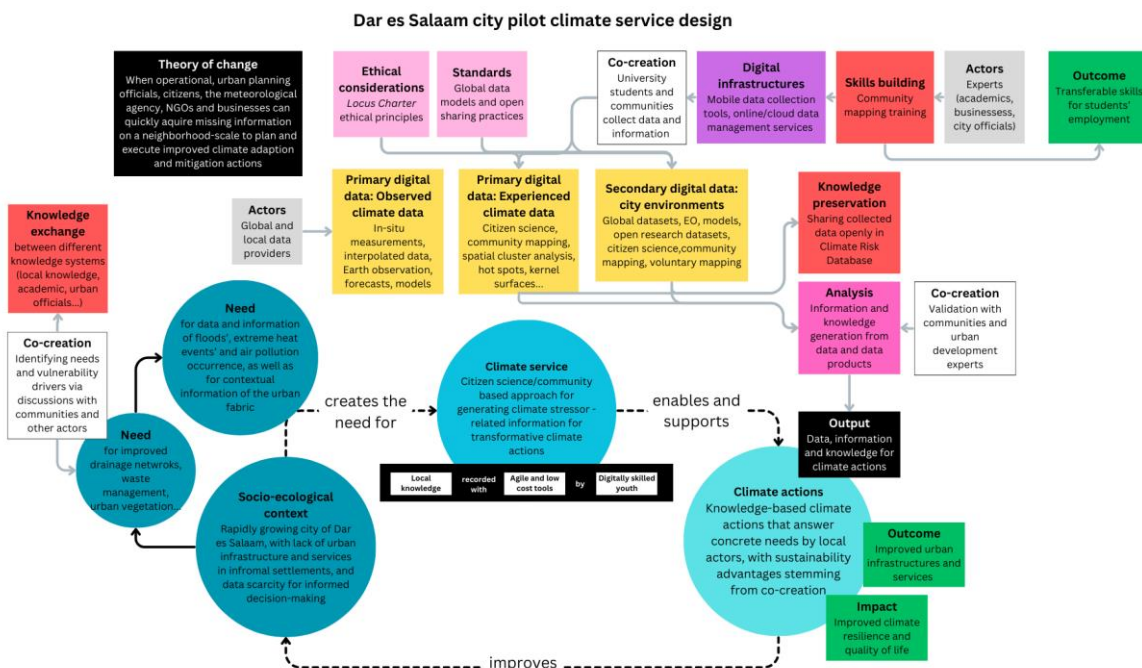 Dar es Salaam city pilot climate service design
Theory of change
When operational, urban planning
officials, citizens, the meteorological
agency, NGOs and businesses can
quickly aquire missing information
on a neighborhood-scale to plan and
execute improved climate adaption
and mitigation actions
Ethical
considerations
Locus Charter
ethical principles
Standards
Global data
models and open
sharing practices
Co-creation
University
students and
communities
collect data and
information
Digital
infrastructures
Mobile data collection
tools, online/cloud data
management services
Skills building
Community
mapping training
Actors
Experts
(academics,
businessess,
city officials)
Outcome
Transferable skills
for students'
employment
Knowledge
exchange
between different
knowledge systems
(local knowledge,
academic, urban
officials...)
Actors
Global and
local data
providers
Primary digital
data: Observed
climate data
In-situ
measurements,
interpolated data,
Earth observation,
forecasts, models
Primary digital
data: Experienced
climate data
Citizen science,
community mapping,
spatial cluster analysis,
hot spots, kernel
surfaces...
Secondary digital data:
city environments
Global datasets, EO, models,
open research datasets,
citizen science,community
mapping, voluntary mapping
Knowledge
preservation
Sharing collected
data openly in
Climate Risk
Database
Analysis
Information and
knowledge
generation from
data and data
products
Co-creation
Validation with
communities and
urban
development
experts
Co-creation
Identifying needs
and vulnerability
drivers via
discussions with
communities and
other actors
Need
for data and information
of floods', extreme heat
events' and air pollution
occurrence, as well as
for contextual
information of the urban
fabric
Need
for improved
drainage netwroks,
waste
management,
urban vegetation...
creates the
need for
Climate service
Citizen science/community
based approach for
generating climate stressor -
related information for
transformative climate
actions
Local
knowledge
recorded
with
Agile and low
cost tools
by
Digitally skilled
youth
enables and
supports
Output
Data, information
and knowledge for
climate actions
Socio-ecological
context
Rapidly growing city of Dar
es Salaam, with lack of urban
infrastructure and services
in infromal settlements, and
data scarcity for informed
decision-making
Climate actions
Knowledge-based climate
actions that answer
concrete needs by local
actors, with sustainability
advantages stemming
from co-creation
Outcome
Improved urban
infrastructures and
services
Impact
Improved climate
resilience and
quality of life
improves